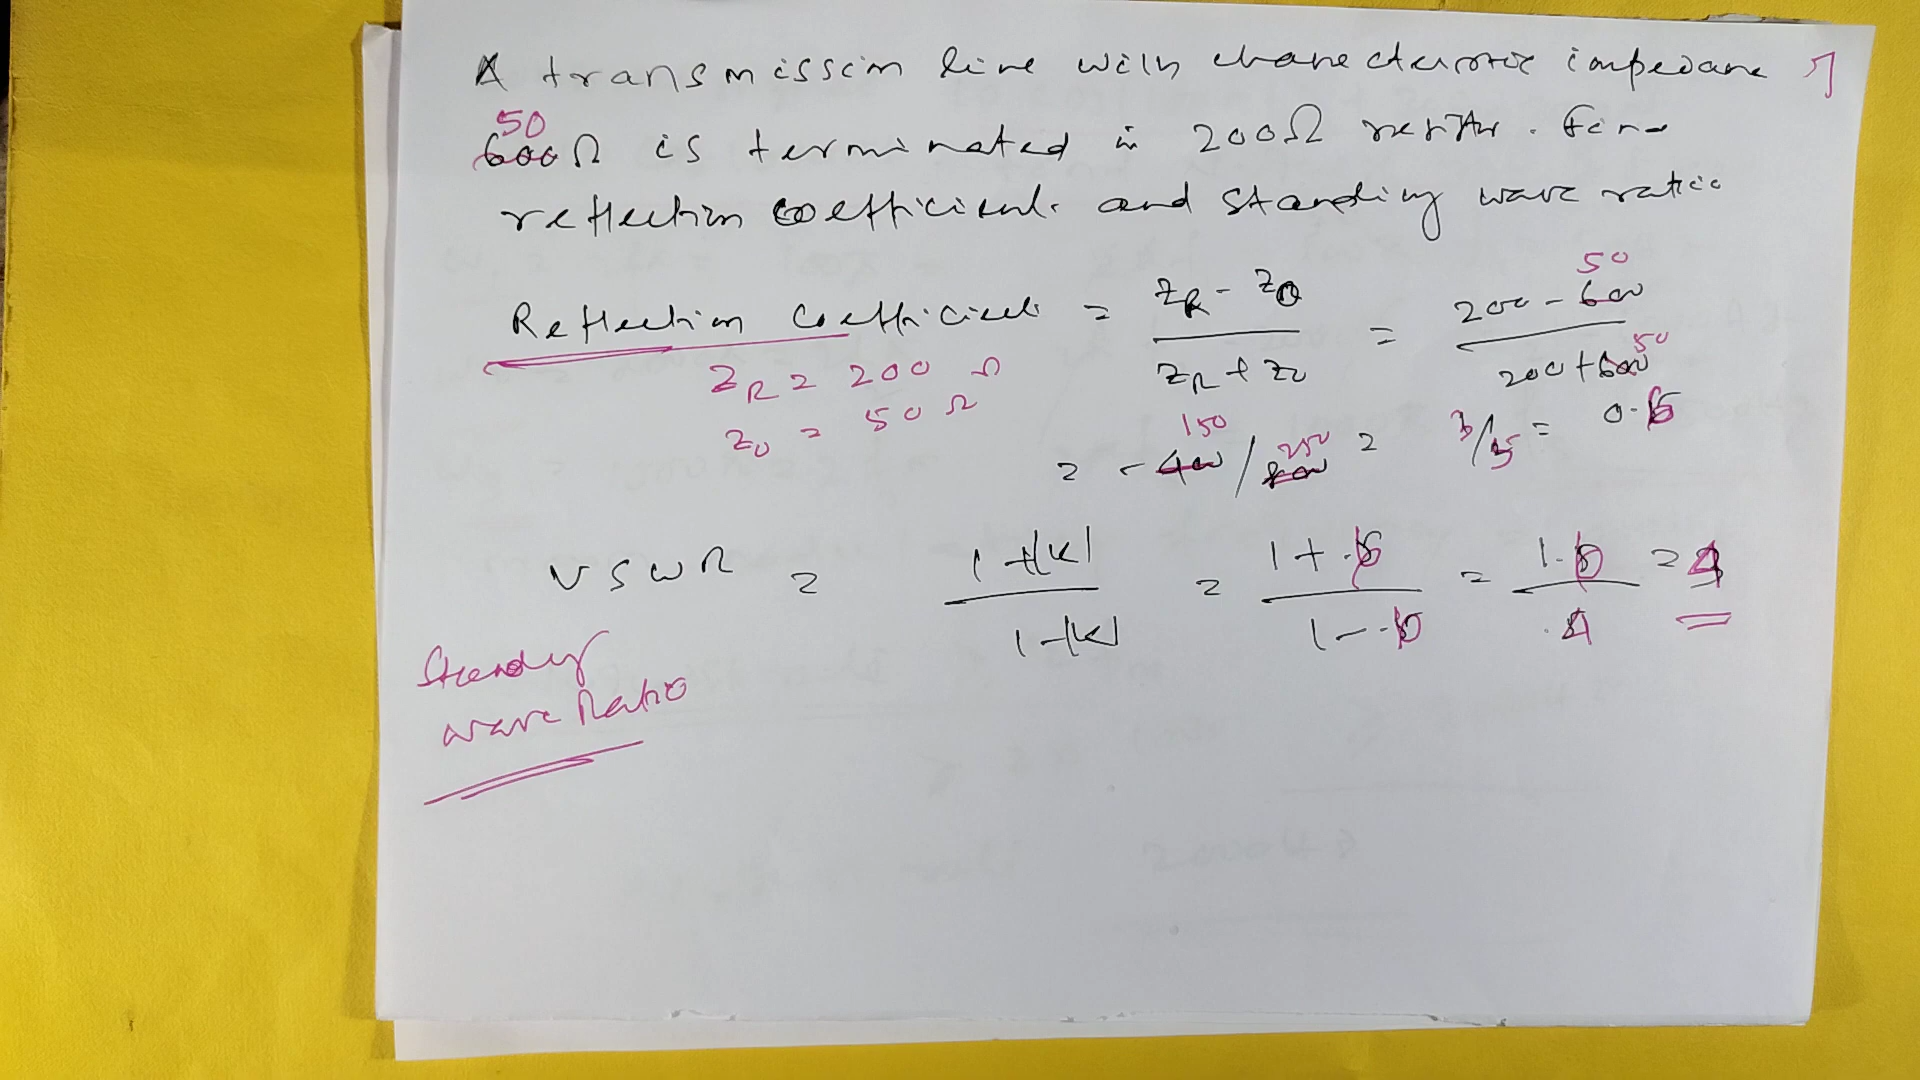 A transmission line with characteristic impedance of
50
600Ω is terminated in 200Ω resistor. Find
reflection coefficient and standing wave ratio
Reflection Coefficient = ZR - Z0 / ZR + Z0 = 200 - 600 50 / 200 + 600 50
ZR = 200 Ω
Z0 = 50 Ω
= - 400 150 / 800 250 = 3/5 = 0.6
VSWR = 1+|K| / 1-|K| = 1 + .6 / 1 - .6 = 1.6 / .4 = 4
Standing
wave Ratio